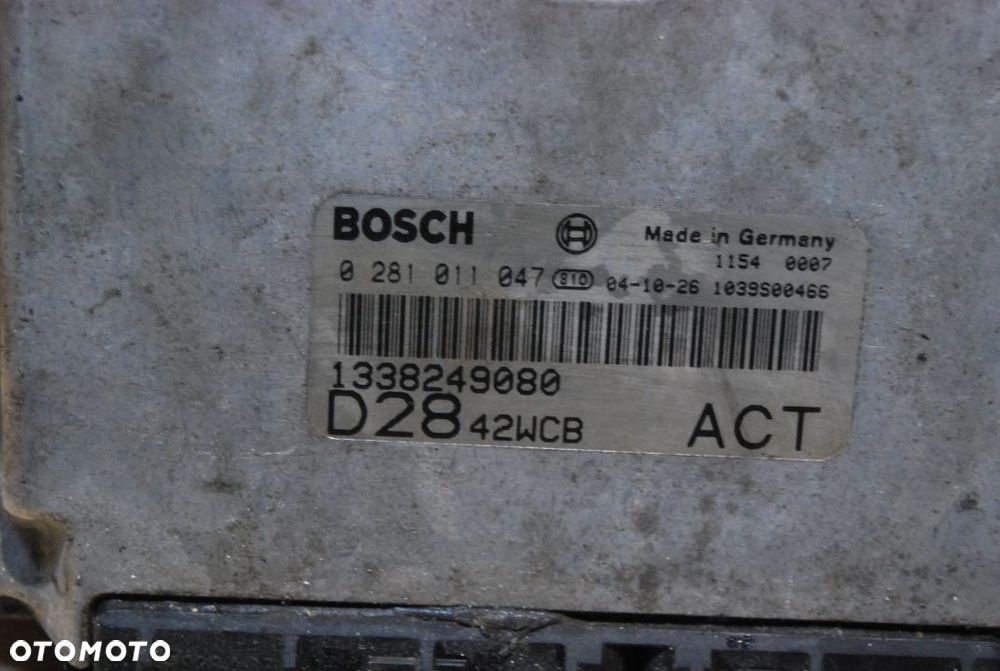 BOSCH
Made in Germany
1154 0007
0 281 011 047 S10 04-10-26 1039S00466
1338249080
D28 42WCB ACT
OTOMOTO